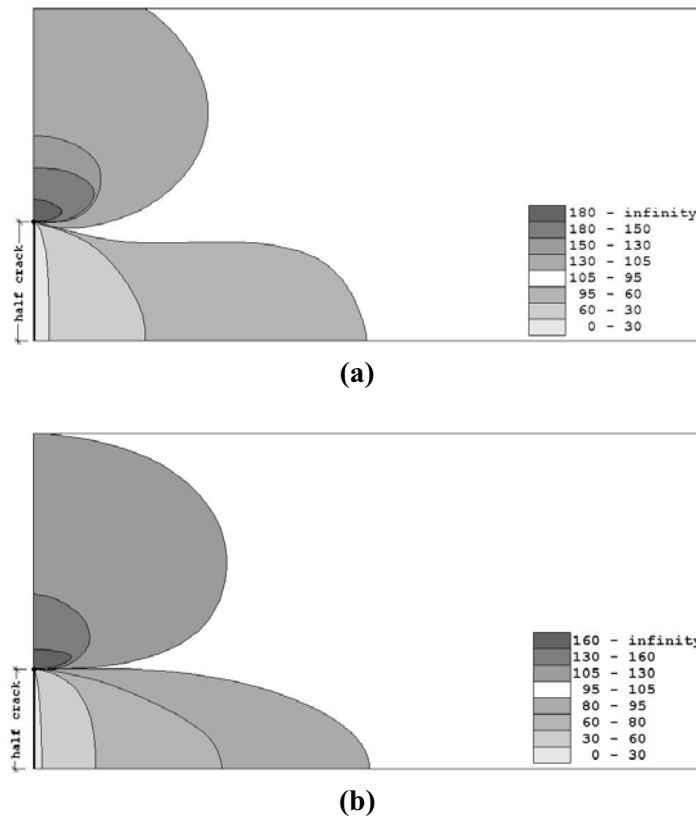 half crack
180 - infinity
180 - 150
150 - 130
130 - 105
105 - 95
95 - 60
60 - 30
0 - 30
(a)
half crack
160 - infinity
130 - 160
105 - 130
95 - 105
80 - 95
60 - 80
30 - 60
0 - 30
(b)